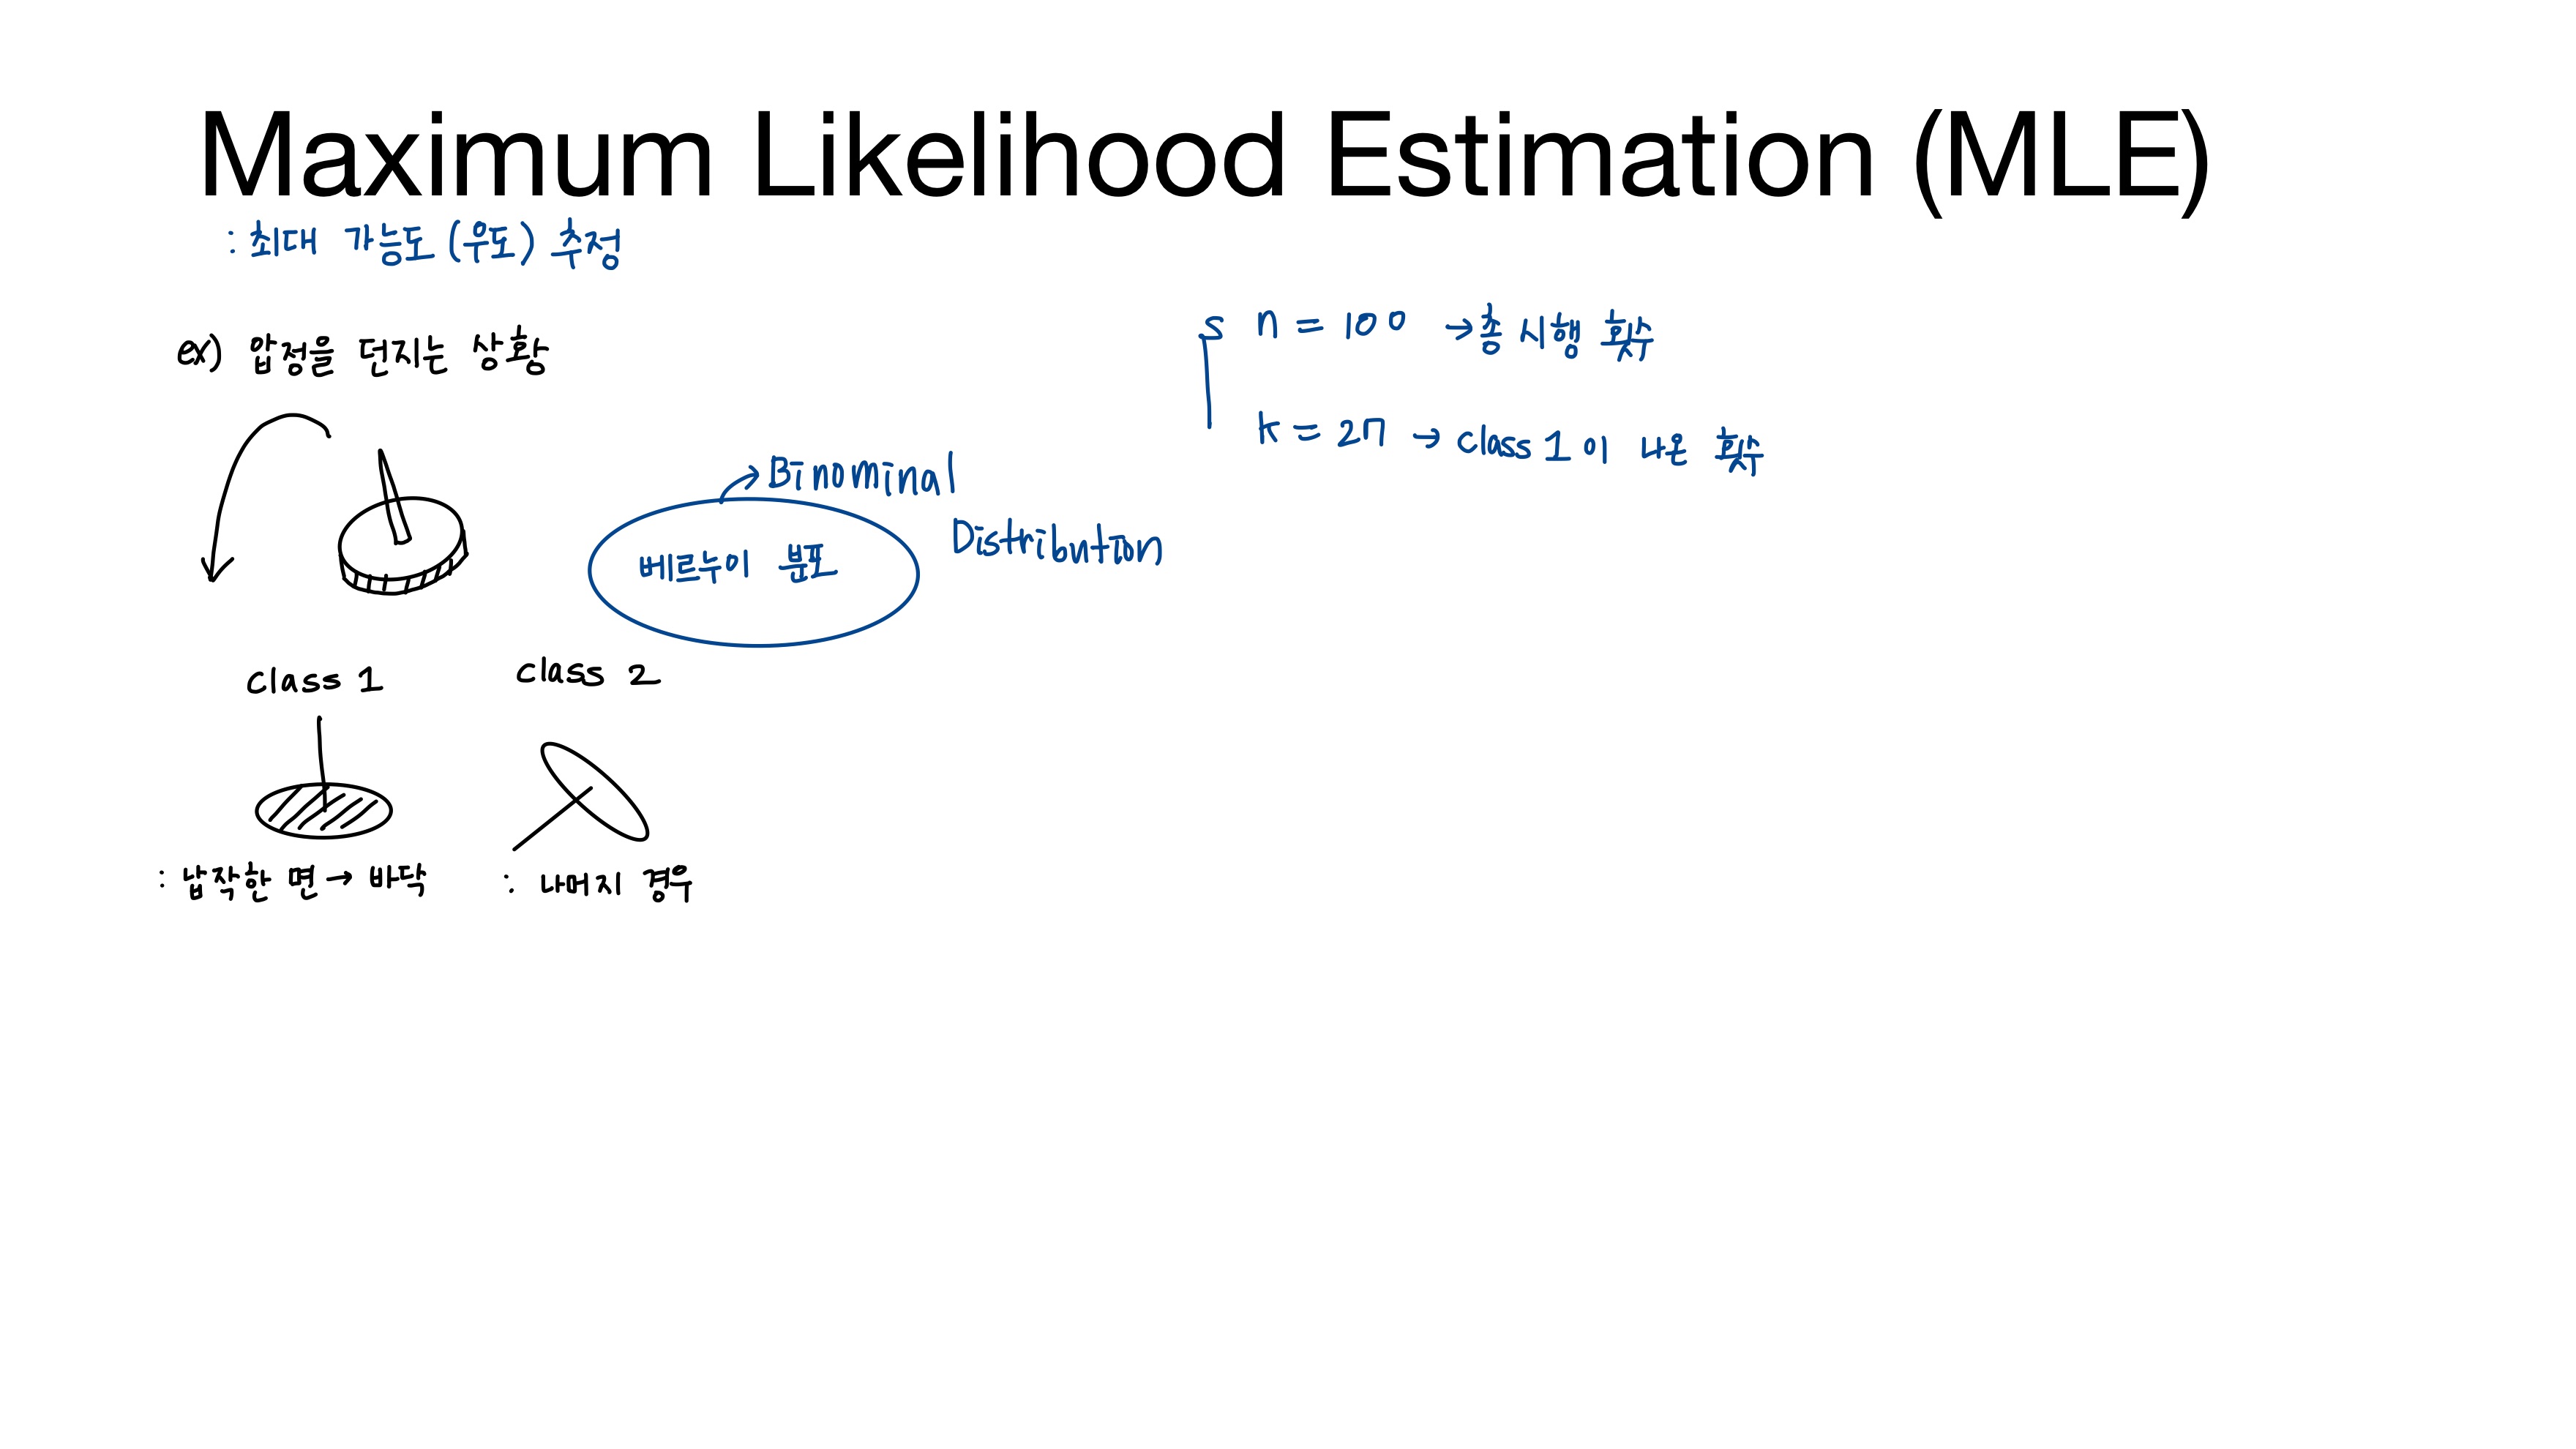 Maximum Likelihood Estimation (MLE)
: 최대 가능도 (우도) 추정
ex) 압정을 던지는 상황
n = 100 → 총 시행 횟수
k = 27 → class 1 이 나온 횟수
→ Binominal
Distribution
베르누이 분포
class 1
class 2
: 납작한 면 → 바닥
: 나머지 경우